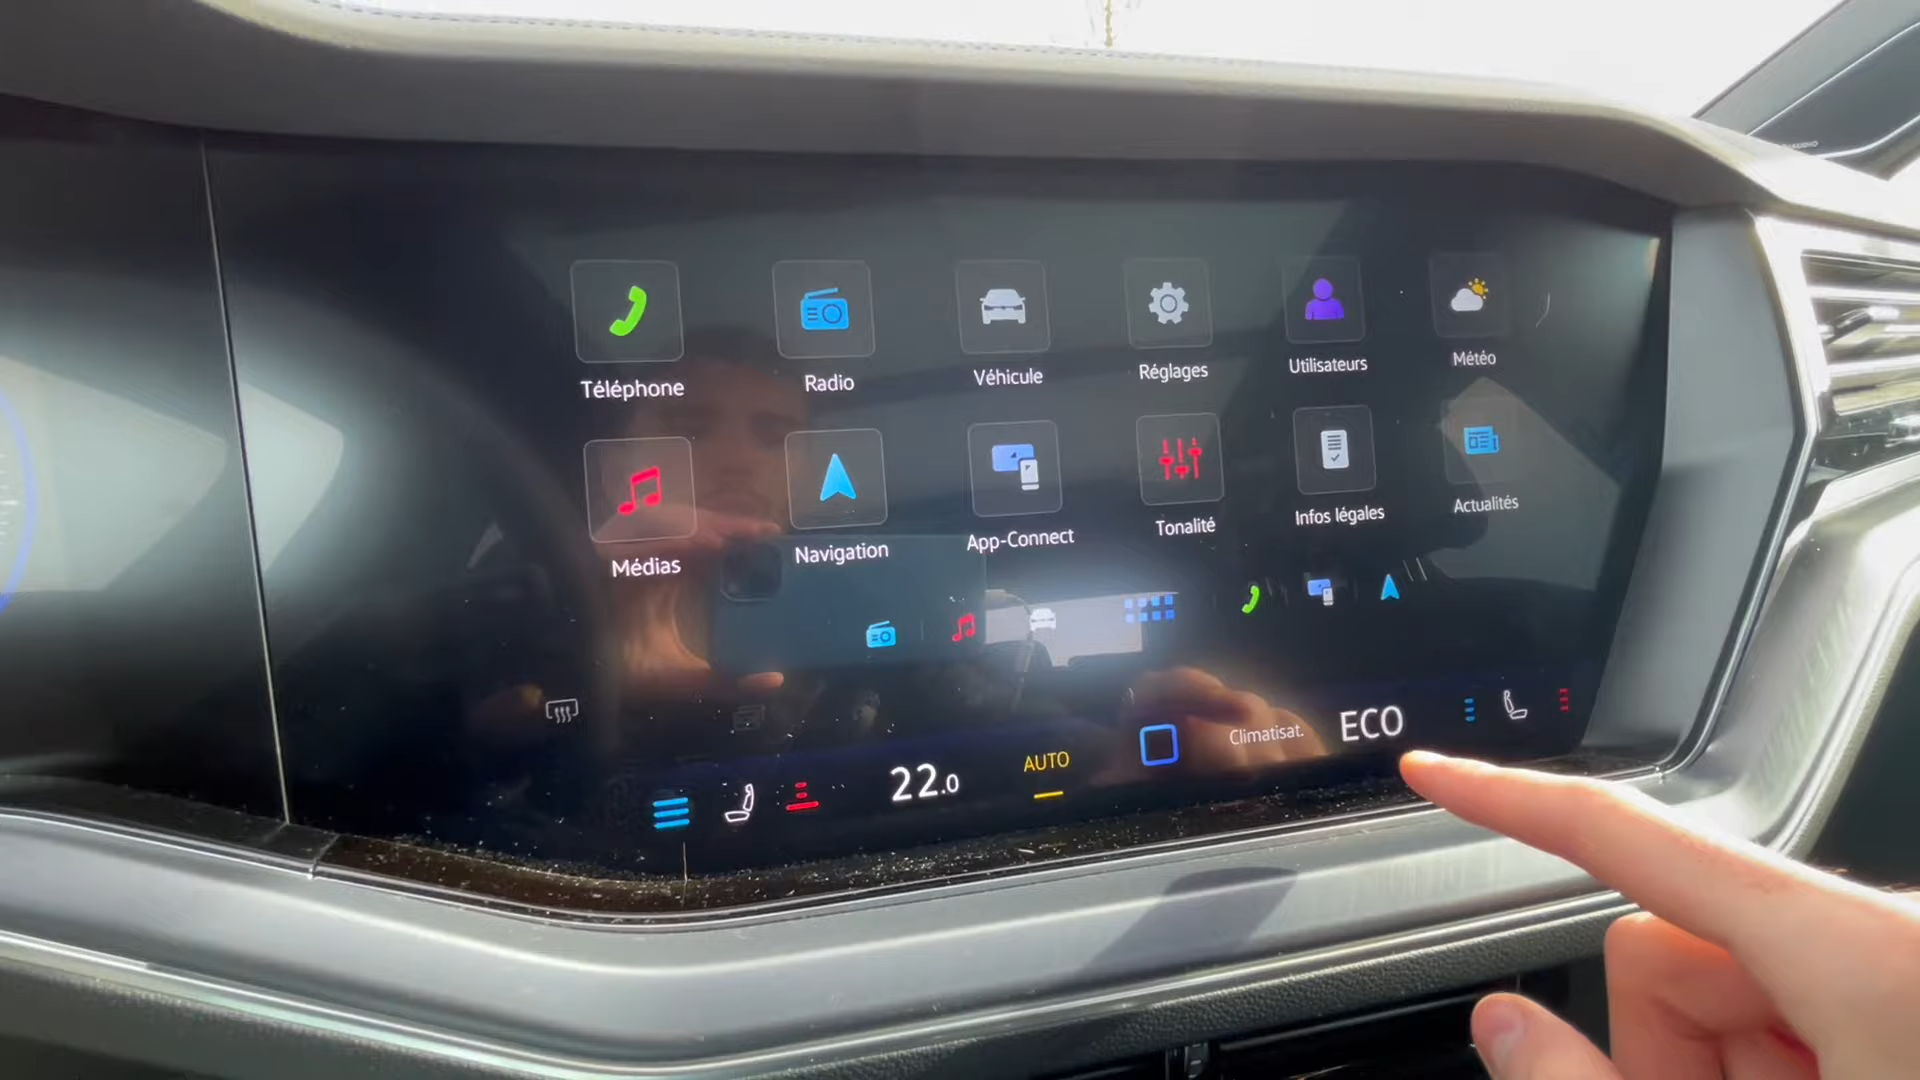 Téléphone
Radio
Véhicule
Réglages
Utilisateurs
Météo
Médias
Navigation
App-Connect
Tonalité
Infos légales
Actualités
22.0
AUTO
Climatisat.
ECO